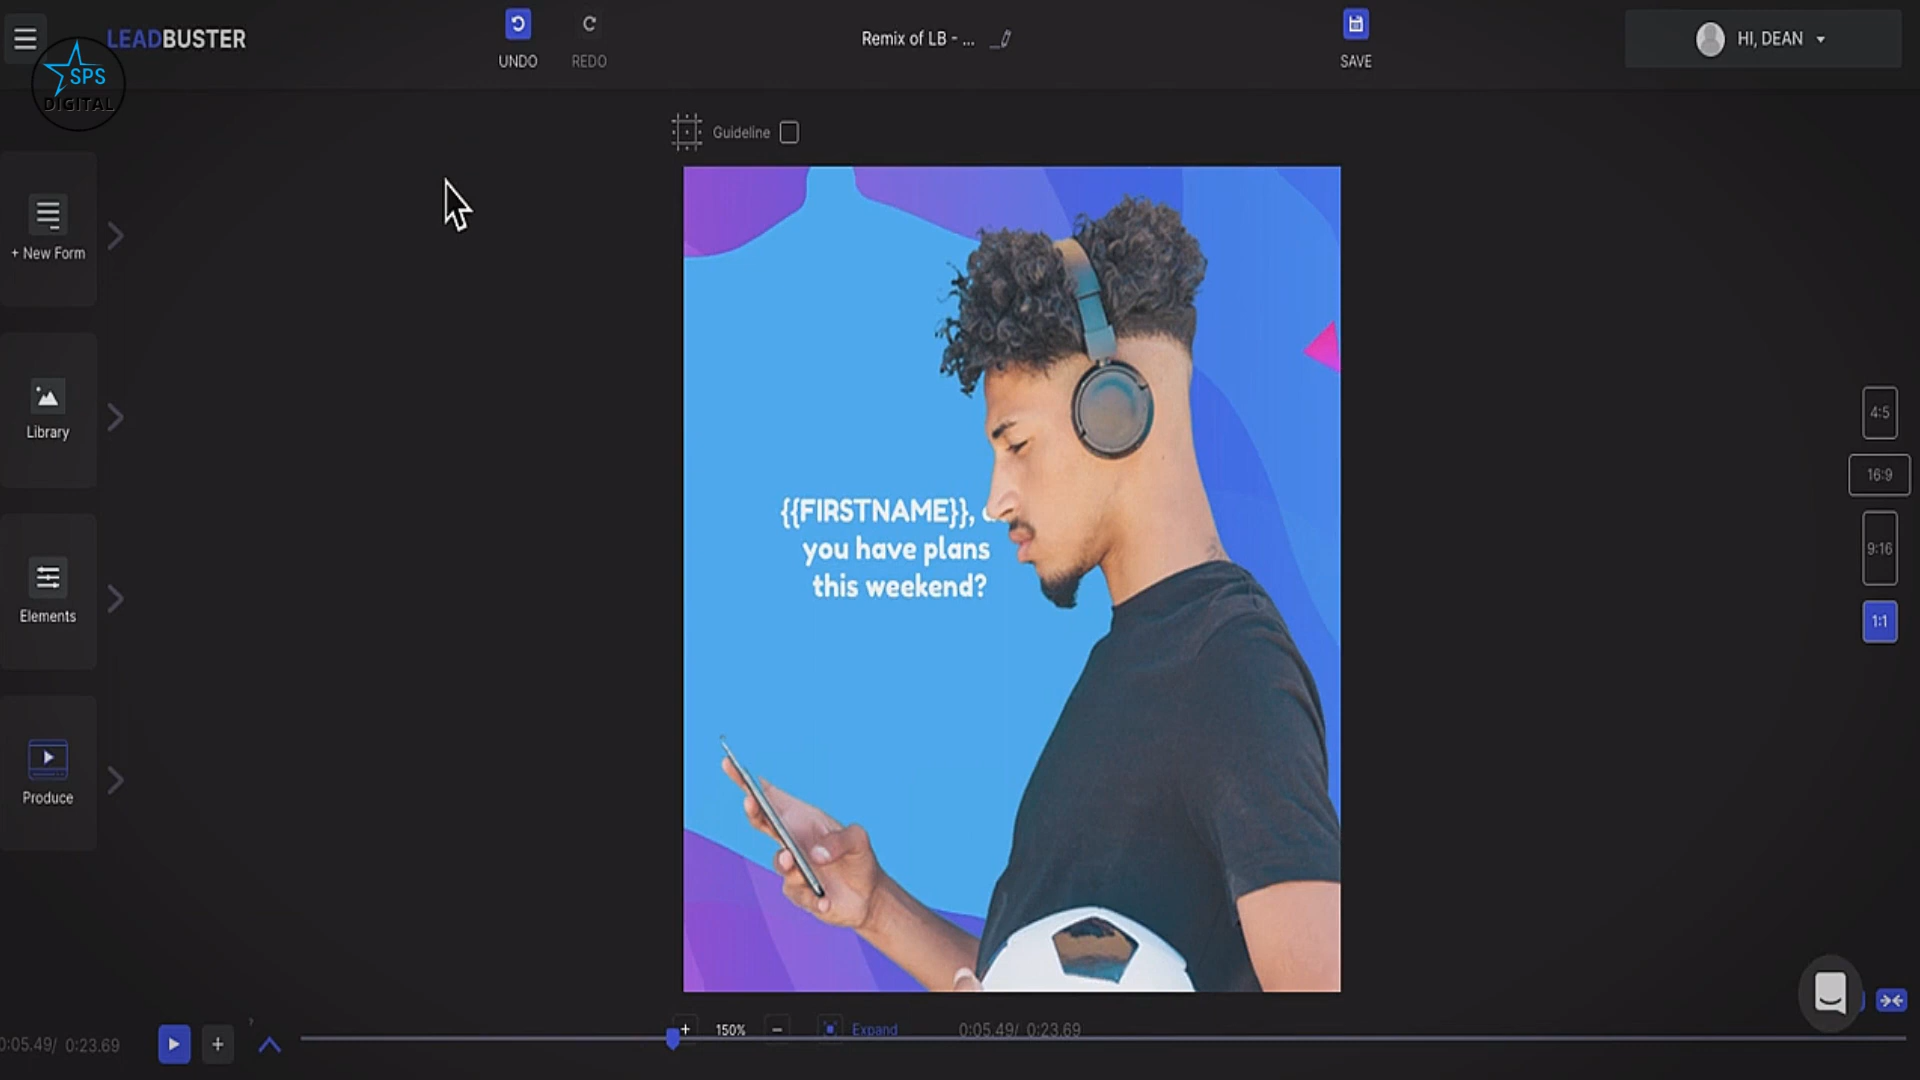 LEADBUSTER
SPS
DIGITAL
UNDO
REDO
Remix of LB - ...
SAVE
HI, DEAN
Guideline
+ New Form
Library
Elements
Produce
{{FIRSTNAME}},
you have plans
this weekend?
4:5
16:9
9:16
1:1
+
150%
−
Expand
0:05.49/ 0:23.69
0:05.49/ 0:23.69
+
?